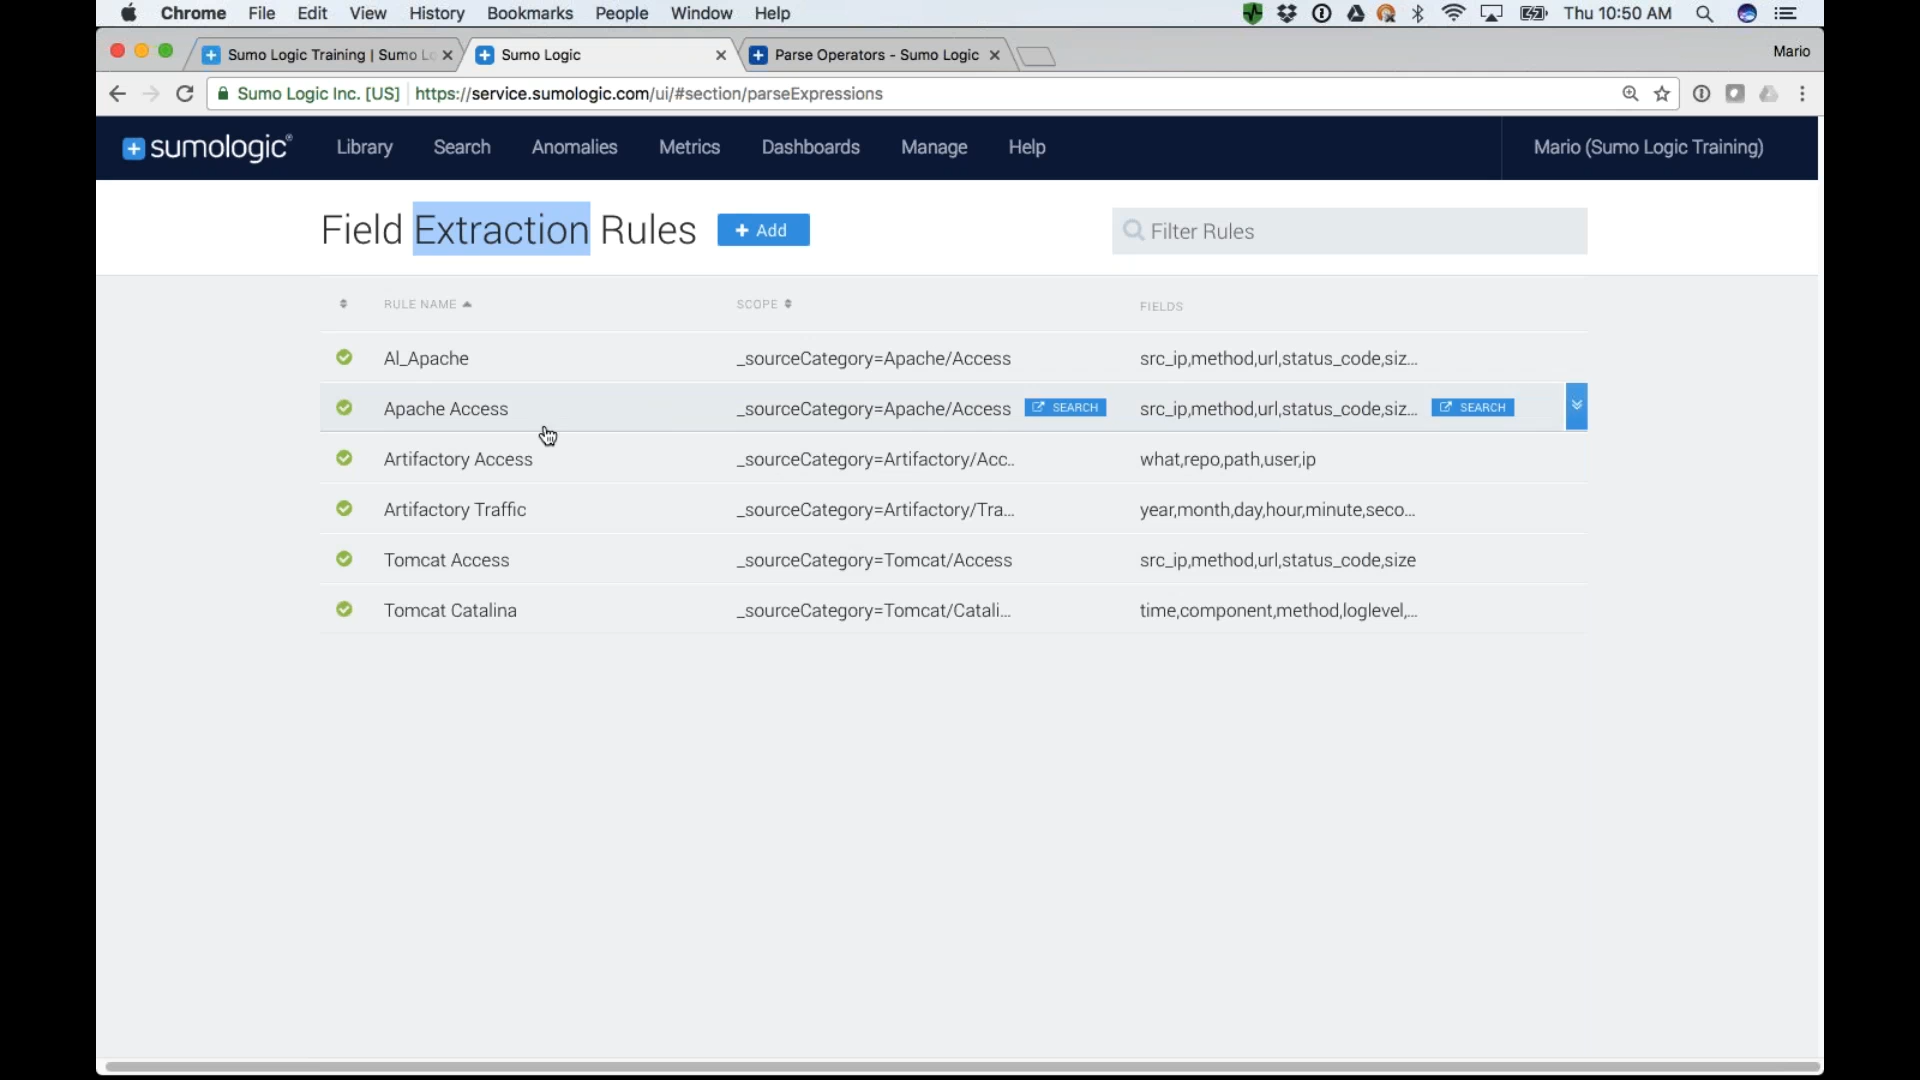 Chrome File Edit View History Bookmarks People Window Help Thu 10:50 AM
Sumo Logic Training | Sumo Lo Sumo Logic Parse Operators - Sumo Logic Mario
Sumo Logic Inc. [US] https://service.sumologic.com/ui/#section/parseExpressions
sumologic® Library Search Anomalies Metrics Dashboards Manage Help Mario (Sumo Logic Training)
Field Extraction Rules + Add Filter Rules
RULE NAME SCOPE FIELDS
Al_Apache _sourceCategory=Apache/Access src_ip,method,url,status_code,siz...
Apache Access _sourceCategory=Apache/Access SEARCH src_ip,method,url,status_code,siz... SEARCH
Artifactory Access _sourceCategory=Artifactory/Acc... what,repo,path,user,ip
Artifactory Traffic _sourceCategory=Artifactory/Tra... year,month,day,hour,minute,seco...
Tomcat Access _sourceCategory=Tomcat/Access src_ip,method,url,status_code,size
Tomcat Catalina _sourceCategory=Tomcat/Catali... time,component,method,loglevel,...